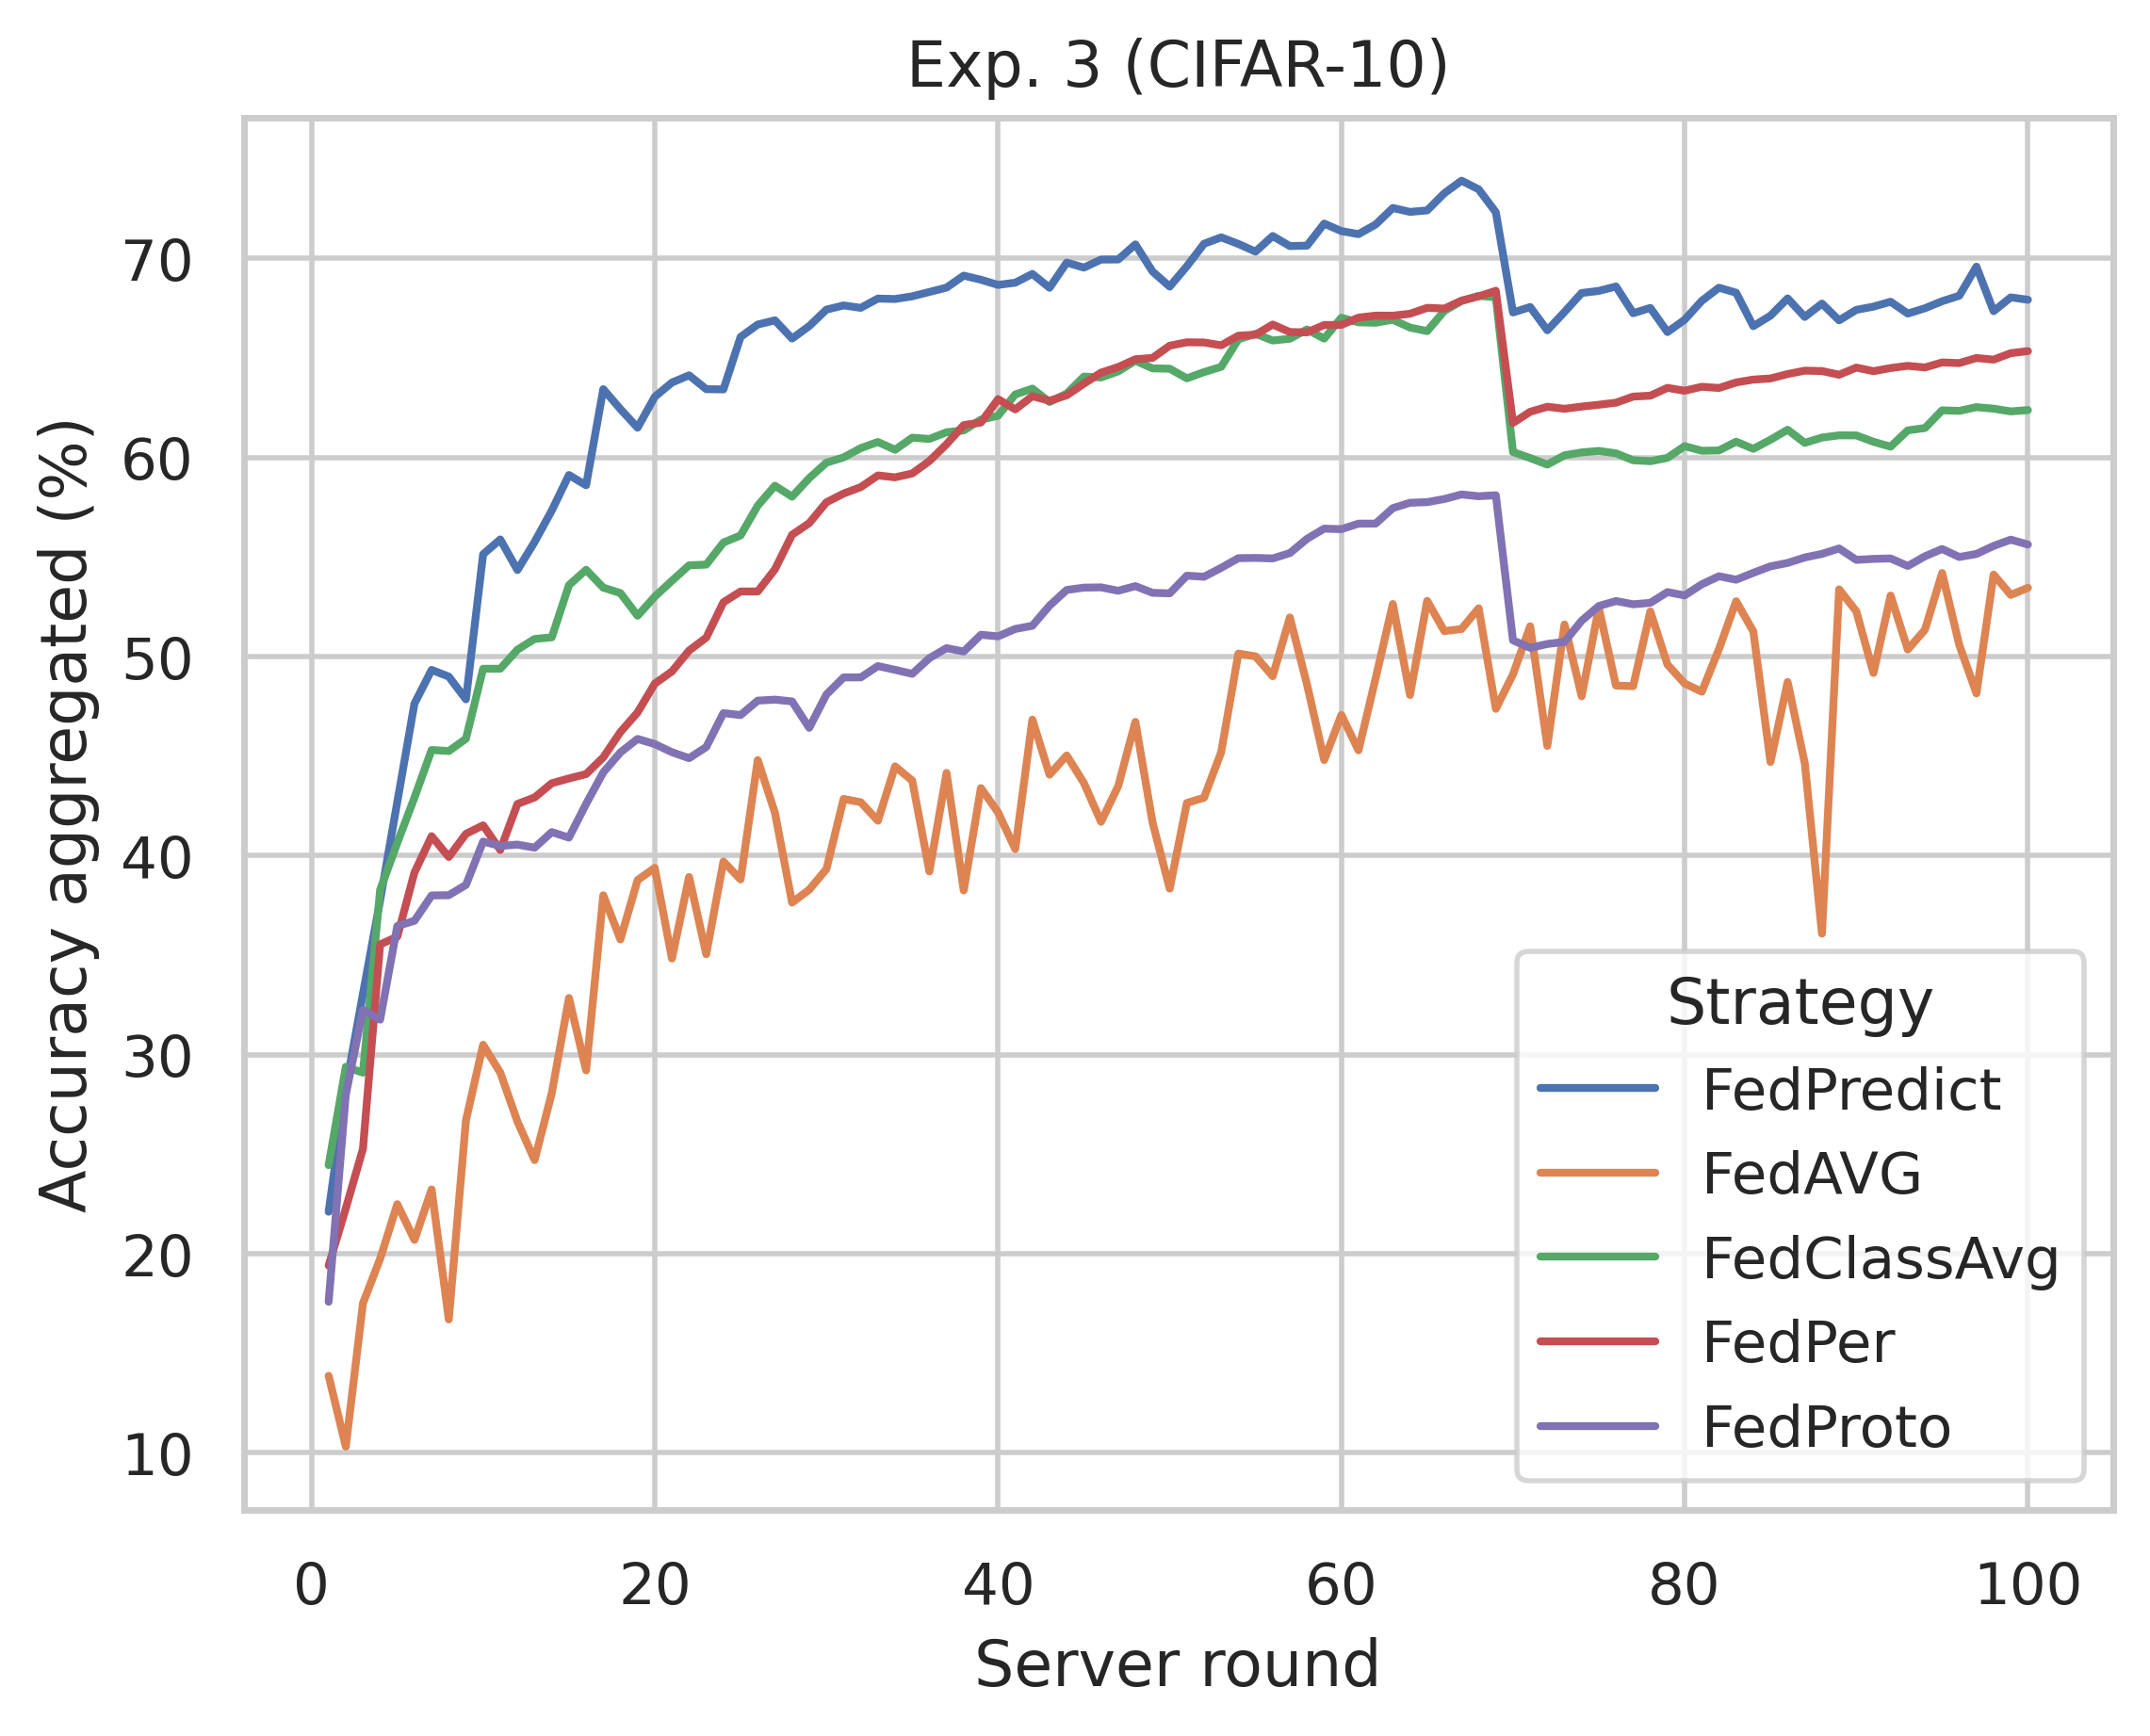 Exp. 3 (CIFAR-10)
Accuracy aggregated (%)
70
60
50
40
30
20
10
0 20 40 60 80 100
Server round
Strategy
FedPredict
FedAVG
FedClassAvg
FedPer
FedProto